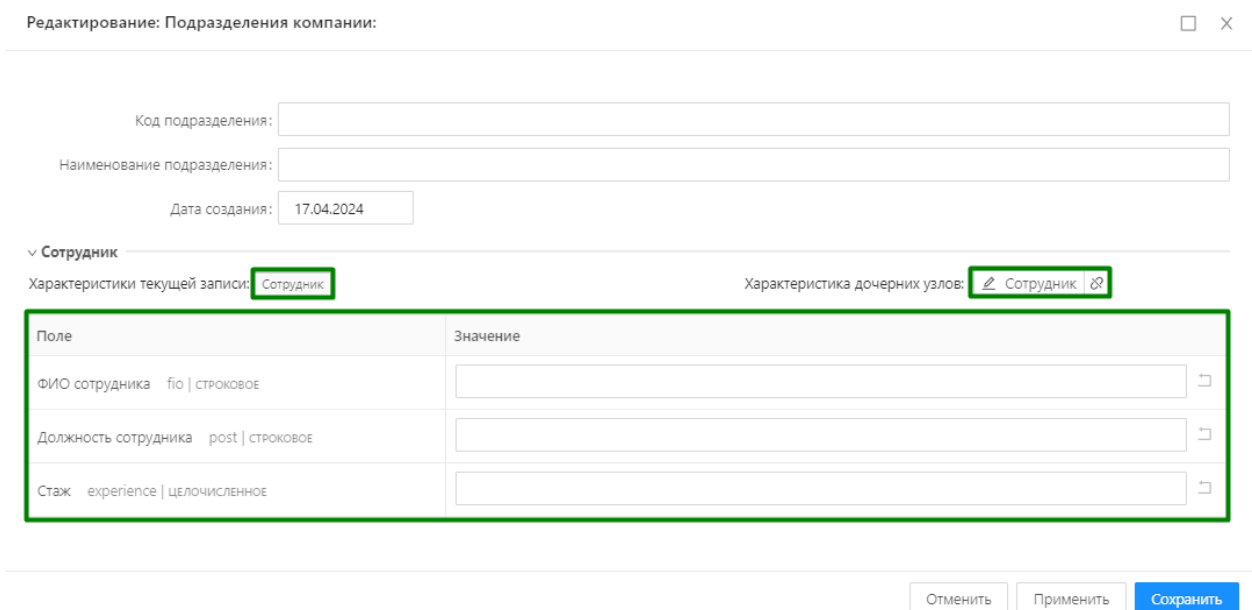 Редактирование: Подразделения компании:
Код подразделения:
Наименование подразделения:
Дата создания: 17.04.2024
Сотрудник
Характеристики текущей записи: Сотрудник Характеристика дочерних узлов: Сотрудник
Поле Значение
ФИО сотрудника fio | СТРОКОВОЕ
Должность сотрудника post | СТРОКОВОЕ
Стаж experience | ЦЕЛОЧИСЛЕННОЕ
Отменить Применить Сохранить